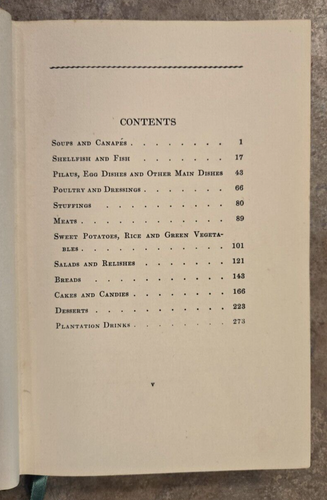 CONTENTS
SOUPS AND CANAPÉS . . . . . . . . 1
SHELLFISH AND FISH . . . . . . . 17
PILAUS, EGG DISHES AND OTHER MAIN DISHES 43
POULTRY AND DRESSINGS . . . . . . . 66
STUFFINGS . . . . . . . . . . 80
MEATS . . . . . . . . . . . 89
SWEET POTATOES, RICE AND GREEN VEGETA-
BLES . . . . . . . . . . . 101
SALADS AND RELISHES . . . . . . . 121
BREADS . . . . . . . . . . 143
CAKES AND CANDIES . . . . . . . . 166
DESSERTS . . . . . . . . . . 223
PLANTATION DRINKS . . . . . . . . 273
v